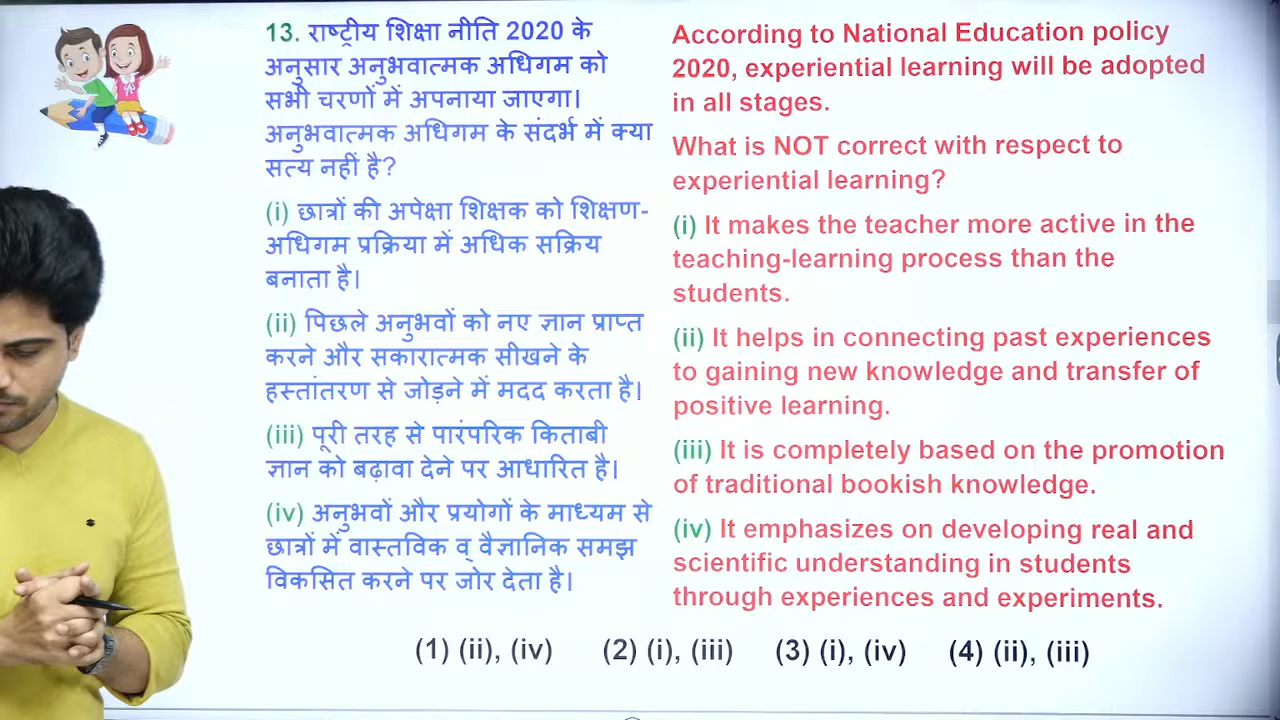 13. राष्ट्रीय शिक्षा नीति 2020 के
अनुसार अनुभवात्मक अधिगम को
सभी चरणों में अपनाया जाएगा।
अनुभवात्मक अधिगम के संदर्भ में क्या
सत्य नहीं है?
(i) छात्रों की अपेक्षा शिक्षक को शिक्षण-
अधिगम प्रक्रिया में अधिक सक्रिय
बनाता है।
(ii) पिछले अनुभवों को नए ज्ञान प्राप्त
करने और सकारात्मक सीखने के
हस्तांतरण से जोड़ने में मदद करता है।
(iii) पूरी तरह से पारंपरिक किताबी
ज्ञान को बढ़ावा देने पर आधारित है।
(iv) अनुभवों और प्रयोगों के माध्यम से
छात्रों में वास्तविक व् वैज्ञानिक समझ
विकसित करने पर जोर देता है।
According to National Education policy
2020, experiential learning will be adopted
in all stages.
What is NOT correct with respect to
experiential learning?
(i) It makes the teacher more active in the
teaching-learning process than the
students.
(ii) It helps in connecting past experiences
to gaining new knowledge and transfer of
positive learning.
(iii) It is completely based on the promotion
of traditional bookish knowledge.
(iv) It emphasizes on developing real and
scientific understanding in students
through experiences and experiments.
(1) (ii), (iv) (2) (i), (iii) (3) (i), (iv) (4) (ii), (iii)